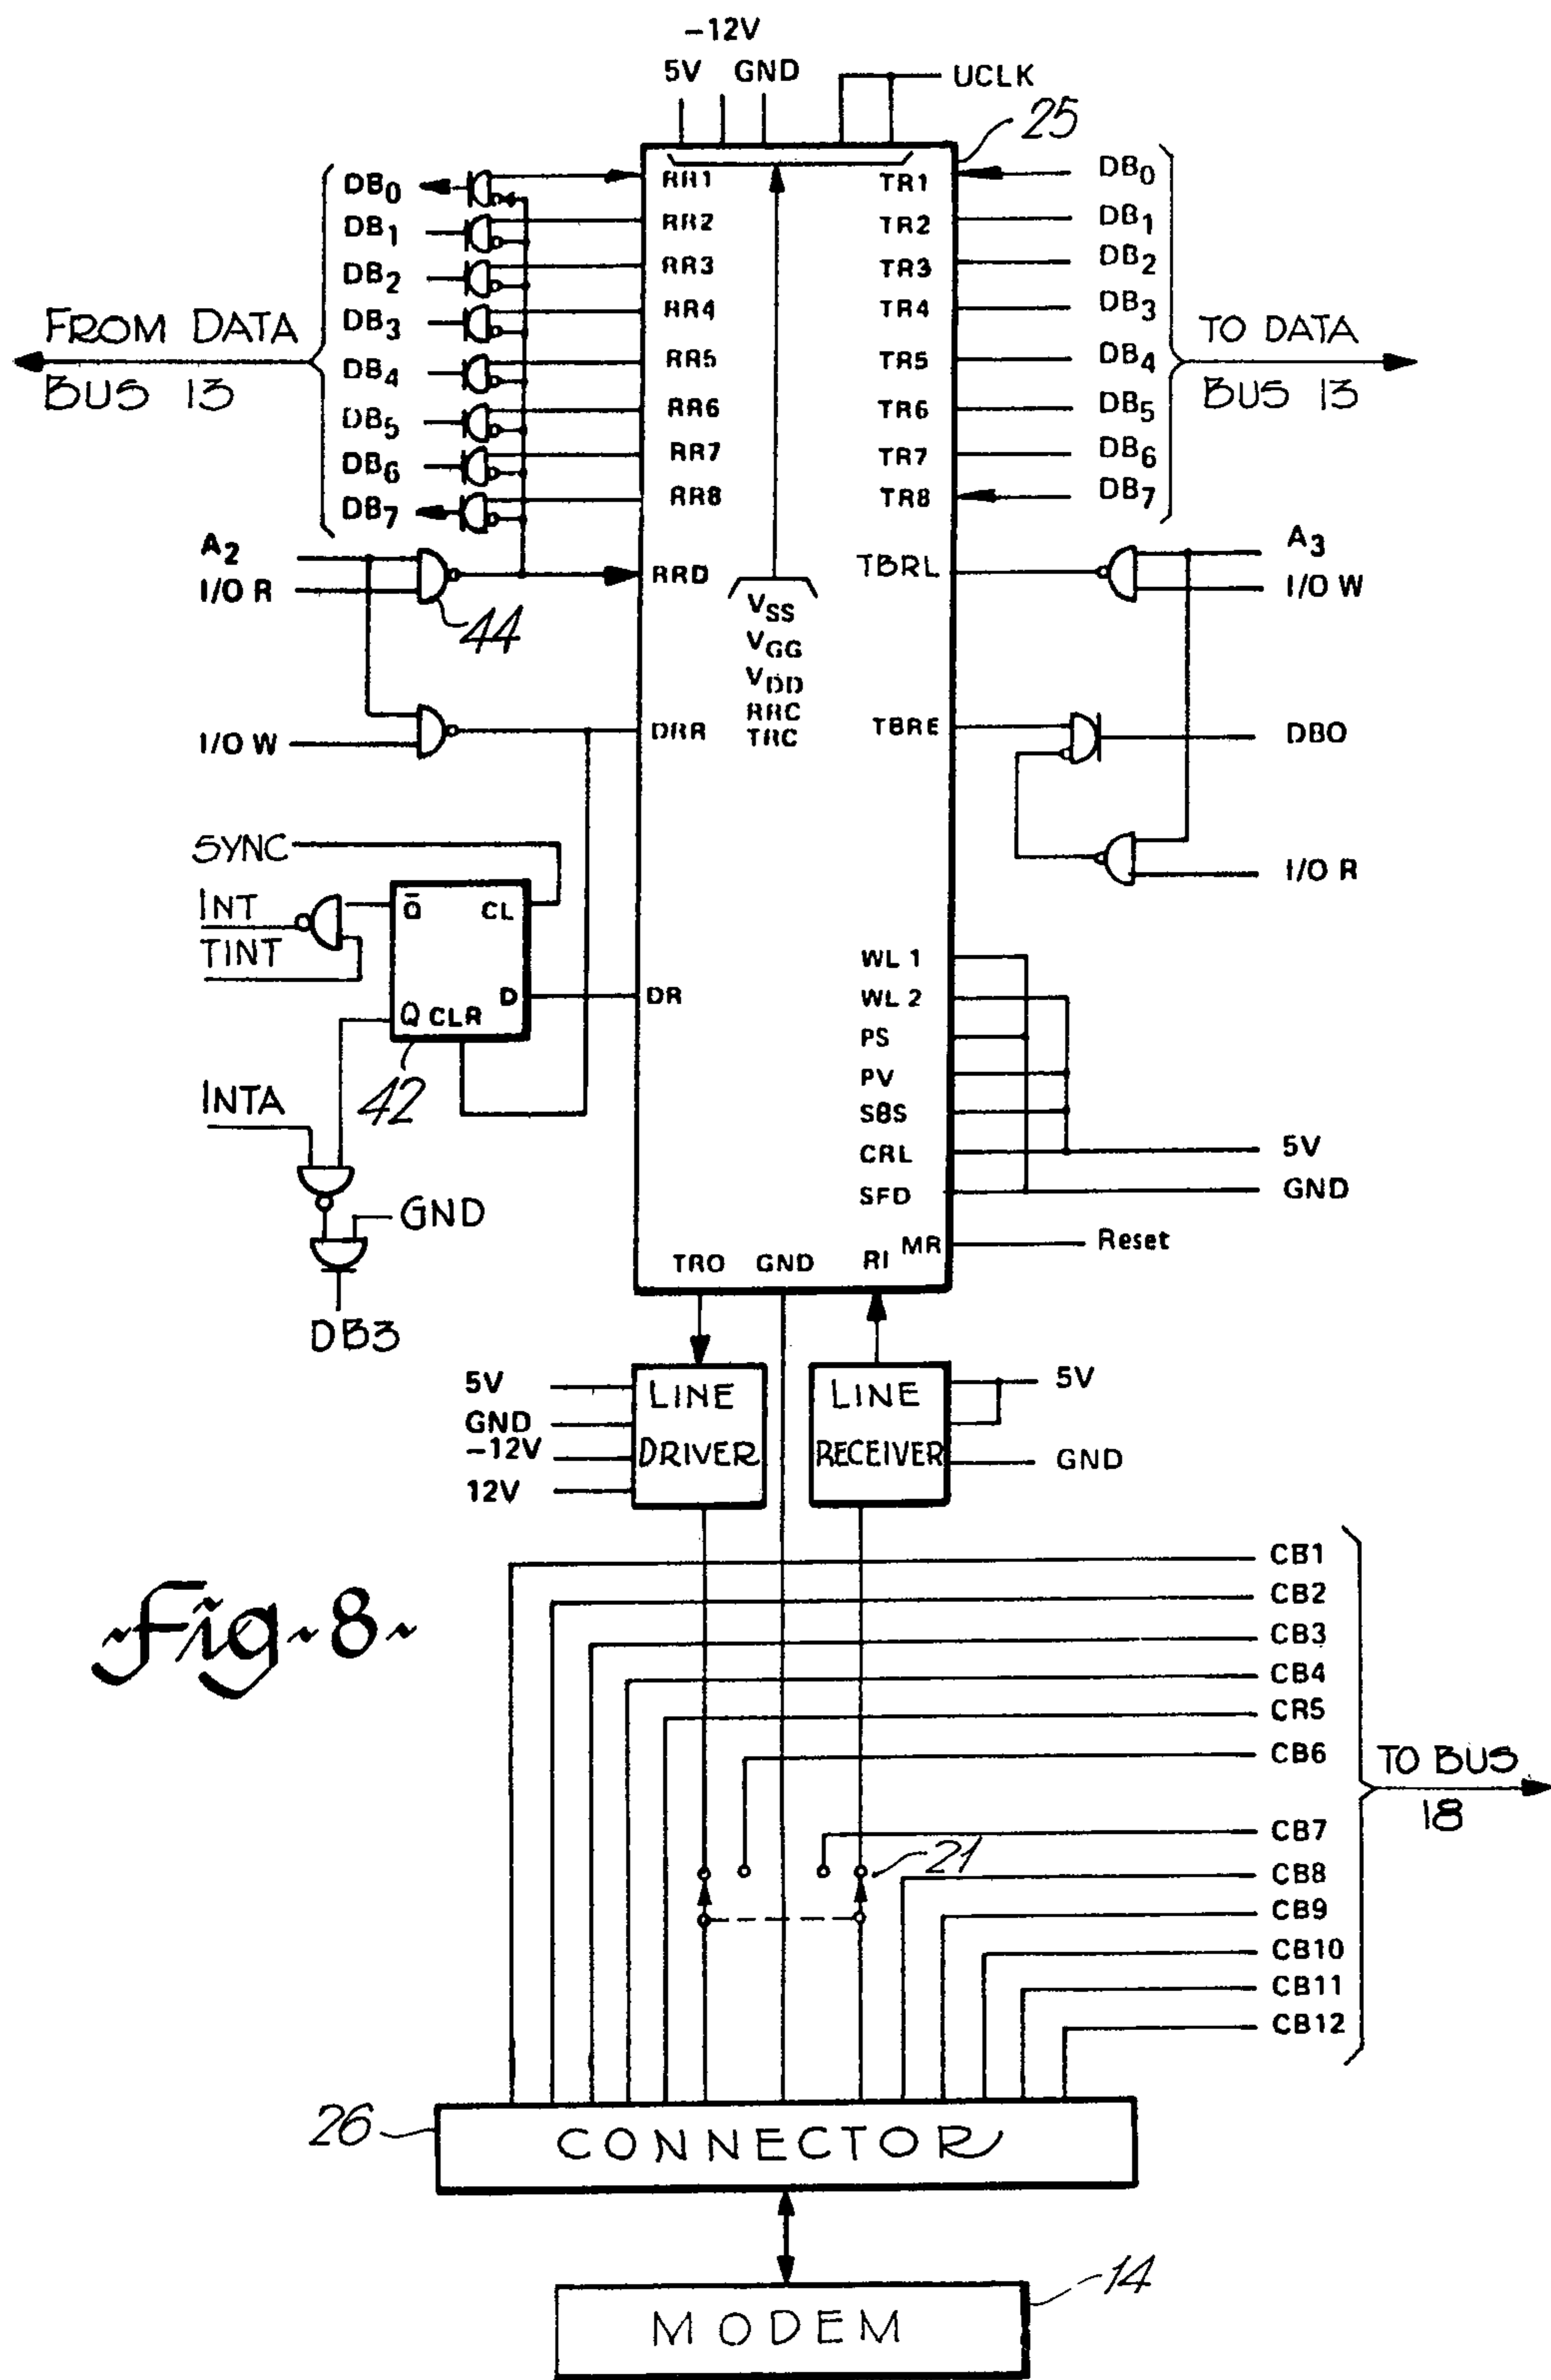 -12V
5V GND
UCLK
25
DB0 RR1 TR1 DB0
DB1 RR2 TR2 DB1
DB2 RR3 TR3 DB2
DB3 RR4 TR4 DB3
DB4 RR5 TR5 DB4
DB5 RR6 TR6 DB5
DB6 RR7 TR7 DB6
DB7 RR8 TR8 DB7
FROM DATA
BUS 13
TO DATA
BUS 13
A2
I/O R
44
RRD
TBRL
A3
I/O W
VSS
VGG
VDD
RRC
TRC
I/O W
DRR
TBRE
DBO
SYNC
INT
TINT
Q̄ CL
D
Q CLR
42
DR
I/O R
INTA
GND
DB3
WL 1
WL 2
PS
PV
SBS
CRL
SFD
5V
GND
MR
Reset
TRO GND RI
5V
GND
-12V
12V
LINE
DRIVER
LINE
RECEIVER
5V
GND
~Fig~8~
CB1
CB2
CB3
CB4
CR5
CB6
CB7
CB8
CB9
CB10
CB11
CB12
TO BUS
18
21
26
CONNECTOR
14
MODEM